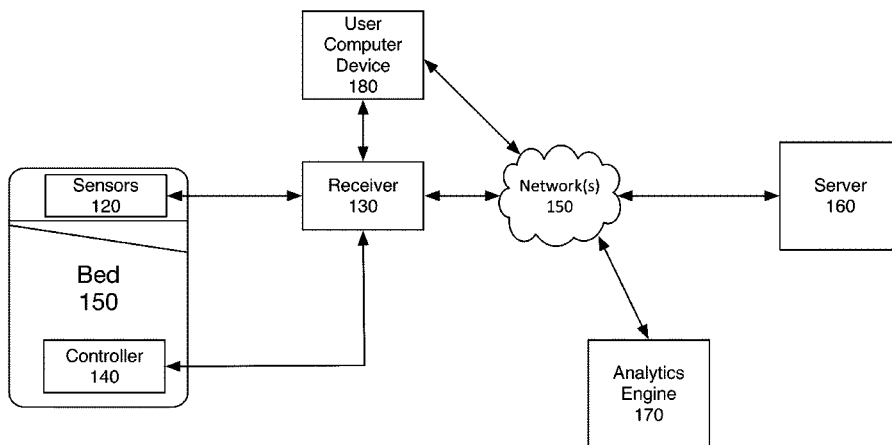 User
Computer
Device
180
Sensors
120
Receiver
130
Network(s)
150
Server
160
Bed
150
Controller
140
Analytics
Engine
170